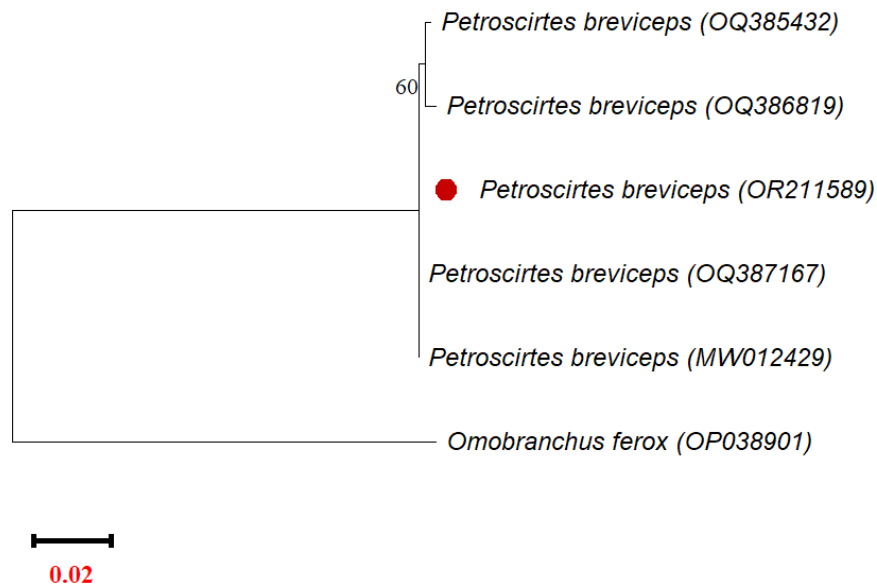 Petroscirtes breviceps (OQ385432)
60
Petroscirtes breviceps (OQ386819)
Petroscirtes breviceps (OR211589)
Petroscirtes breviceps (OQ387167)
Petroscirtes breviceps (MW012429)
Omobranchus ferox (OP038901)
0.02